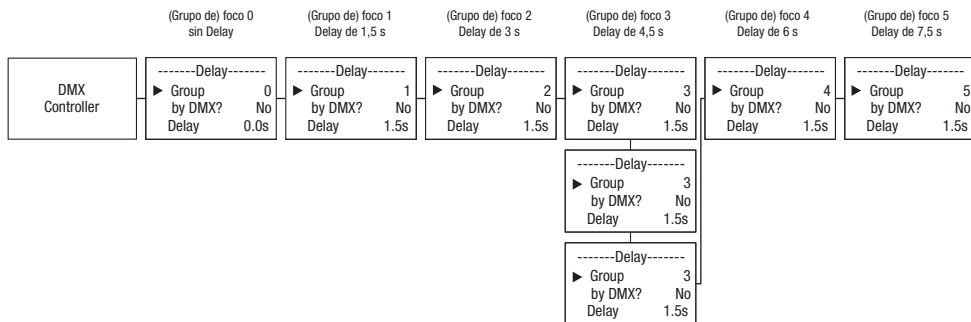 (Grupo de) foco 0
sin Delay
(Grupo de) foco 1
Delay de 1,5 s
(Grupo de) foco 2
Delay de 3 s
(Grupo de) foco 3
Delay de 4,5 s
(Grupo de) foco 4
Delay de 6 s
(Grupo de) foco 5
Delay de 7,5 s
DMX
Controller
-------Delay-------
▶ Group 0
by DMX? No
Delay 0.0s
-------Delay-------
▶ Group 1
by DMX? No
Delay 1.5s
-------Delay-------
▶ Group 2
by DMX? No
Delay 1.5s
-------Delay-------
▶ Group 3
by DMX? No
Delay 1.5s
-------Delay-------
▶ Group 3
by DMX? No
Delay 1.5s
-------Delay-------
▶ Group 3
by DMX? No
Delay 1.5s
-------Delay-------
▶ Group 4
by DMX? No
Delay 1.5s
-------Delay-------
▶ Group 5
by DMX? No
Delay 1.5s